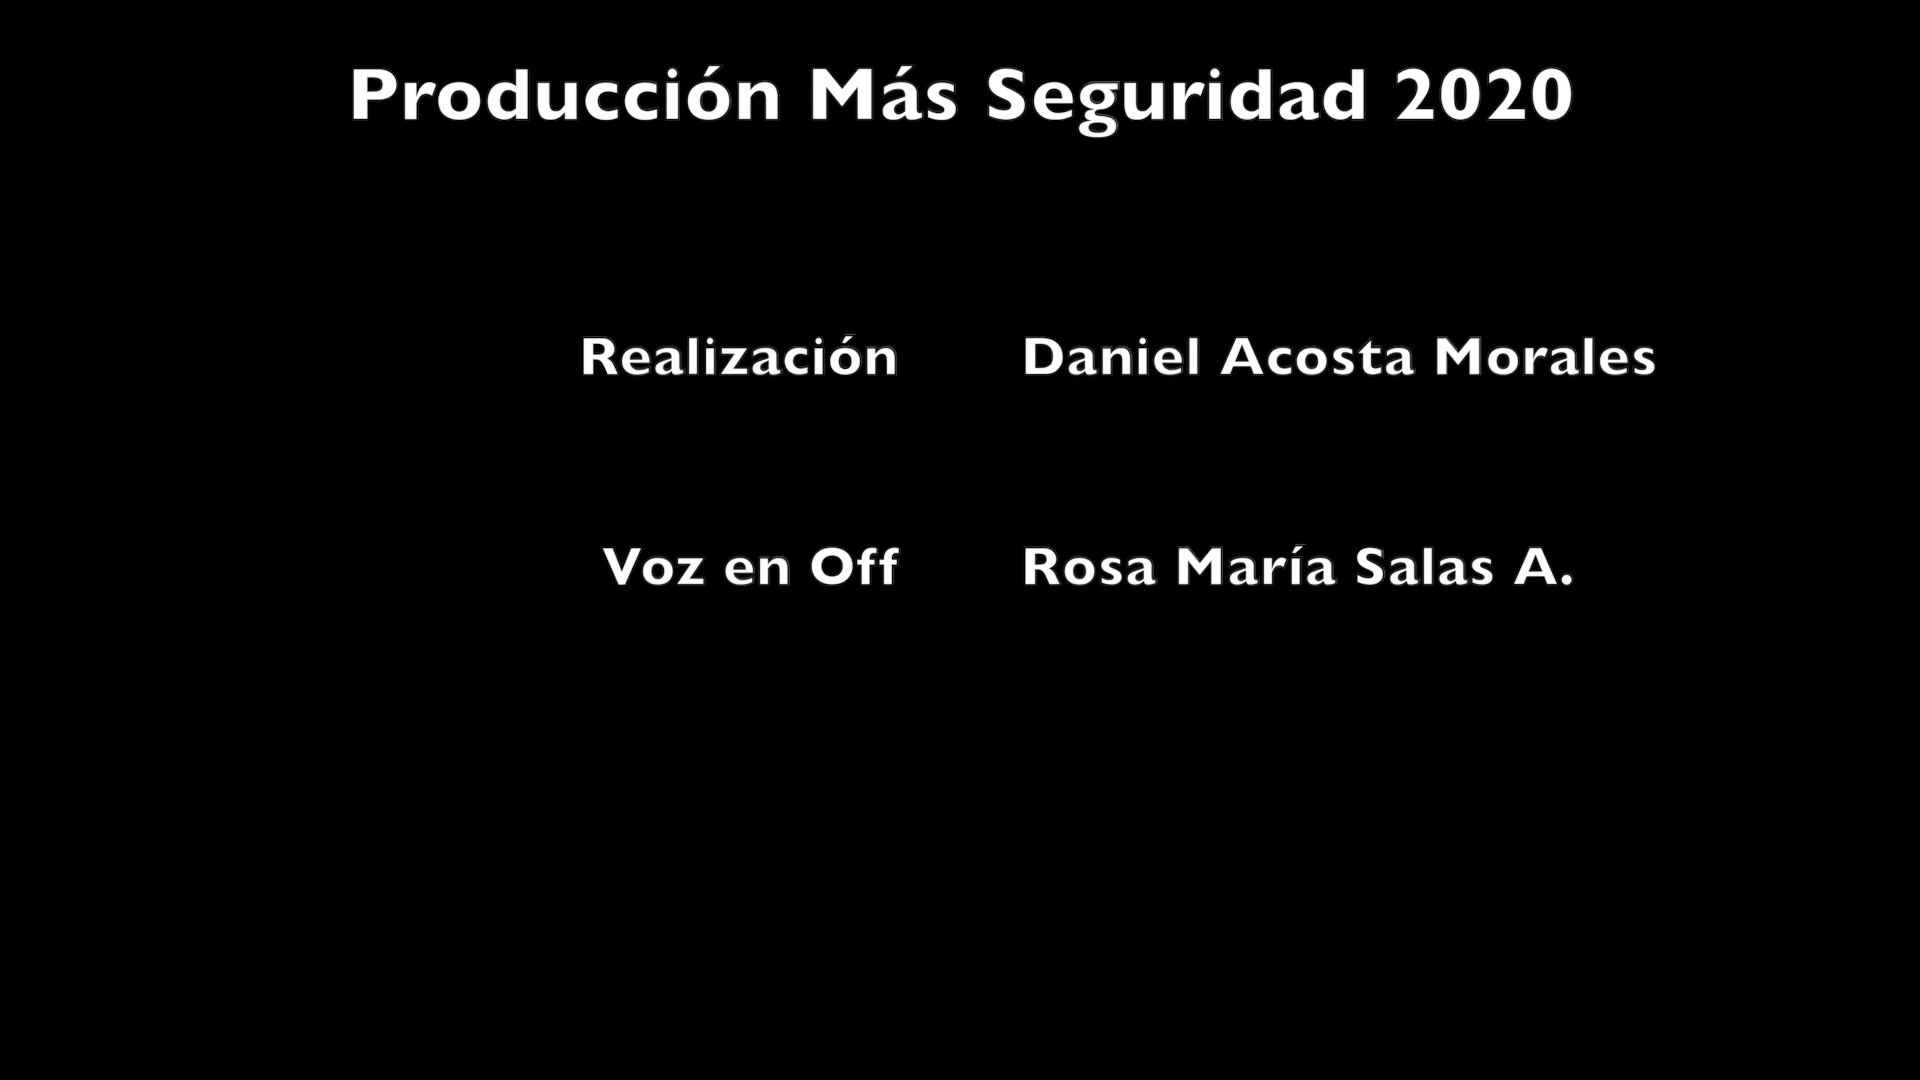 Producción Más Seguridad 2020
Realización Daniel Acosta Morales
Voz en Off Rosa María Salas A.